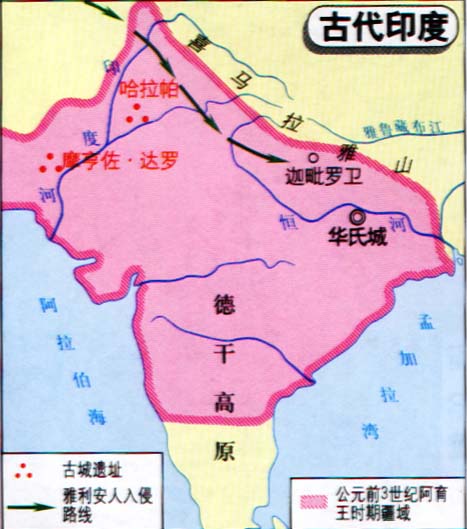 古代印度
喜马拉雅山
印度河
哈拉帕
摩亨佐·达罗
雅鲁藏布江
迦毗罗卫
恒河
华氏城
德干高原
阿拉伯海
孟加拉湾
古城遗址
雅利安人入侵
路线
公元前3世纪阿育
王时期疆域